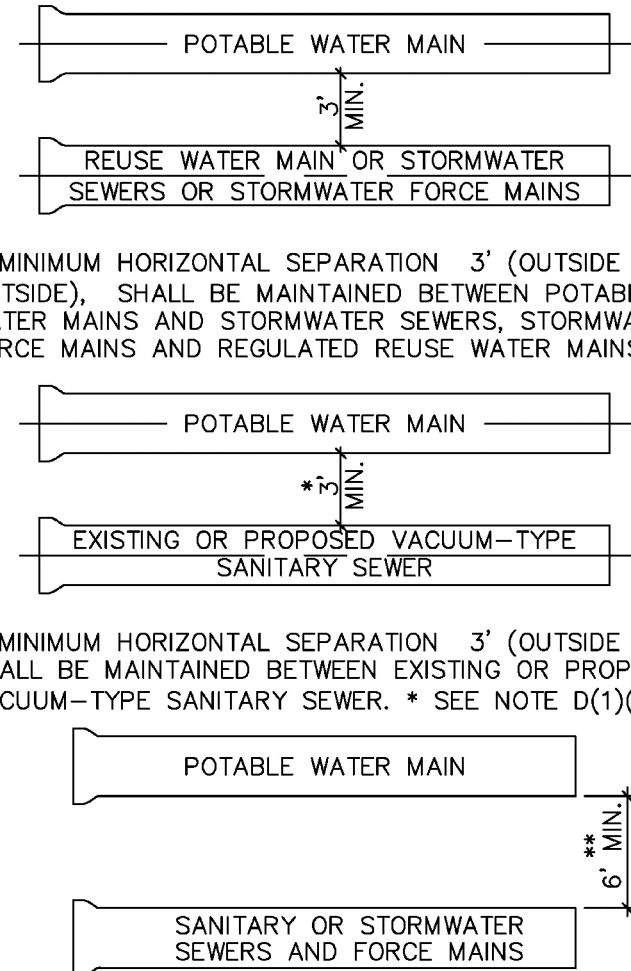 POTABLE WATER MAIN
3'
MIN.
REUSE WATER MAIN OR STORMWATER
SEWERS OR STORMWATER FORCE MAINS
MINIMUM HORIZONTAL SEPARATION 3' (OUTSIDE
TSIDE), SHALL BE MAINTAINED BETWEEN POTAB
TER MAINS AND STORMWATER SEWERS, STORMWA
RCE MAINS AND REGULATED REUSE WATER MAINS
POTABLE WATER MAIN
*3'
MIN.
EXISTING OR PROPOSED VACUUM-TYPE
SANITARY SEWER
MINIMUM HORIZONTAL SEPARATION 3' (OUTSIDE
ALL BE MAINTAINED BETWEEN EXISTING OR PROP
CUUM-TYPE SANITARY SEWER. * SEE NOTE D(1)(
POTABLE WATER MAIN
**
6' MIN.
SANITARY OR STORMWATER
SEWERS AND FORCE MAINS